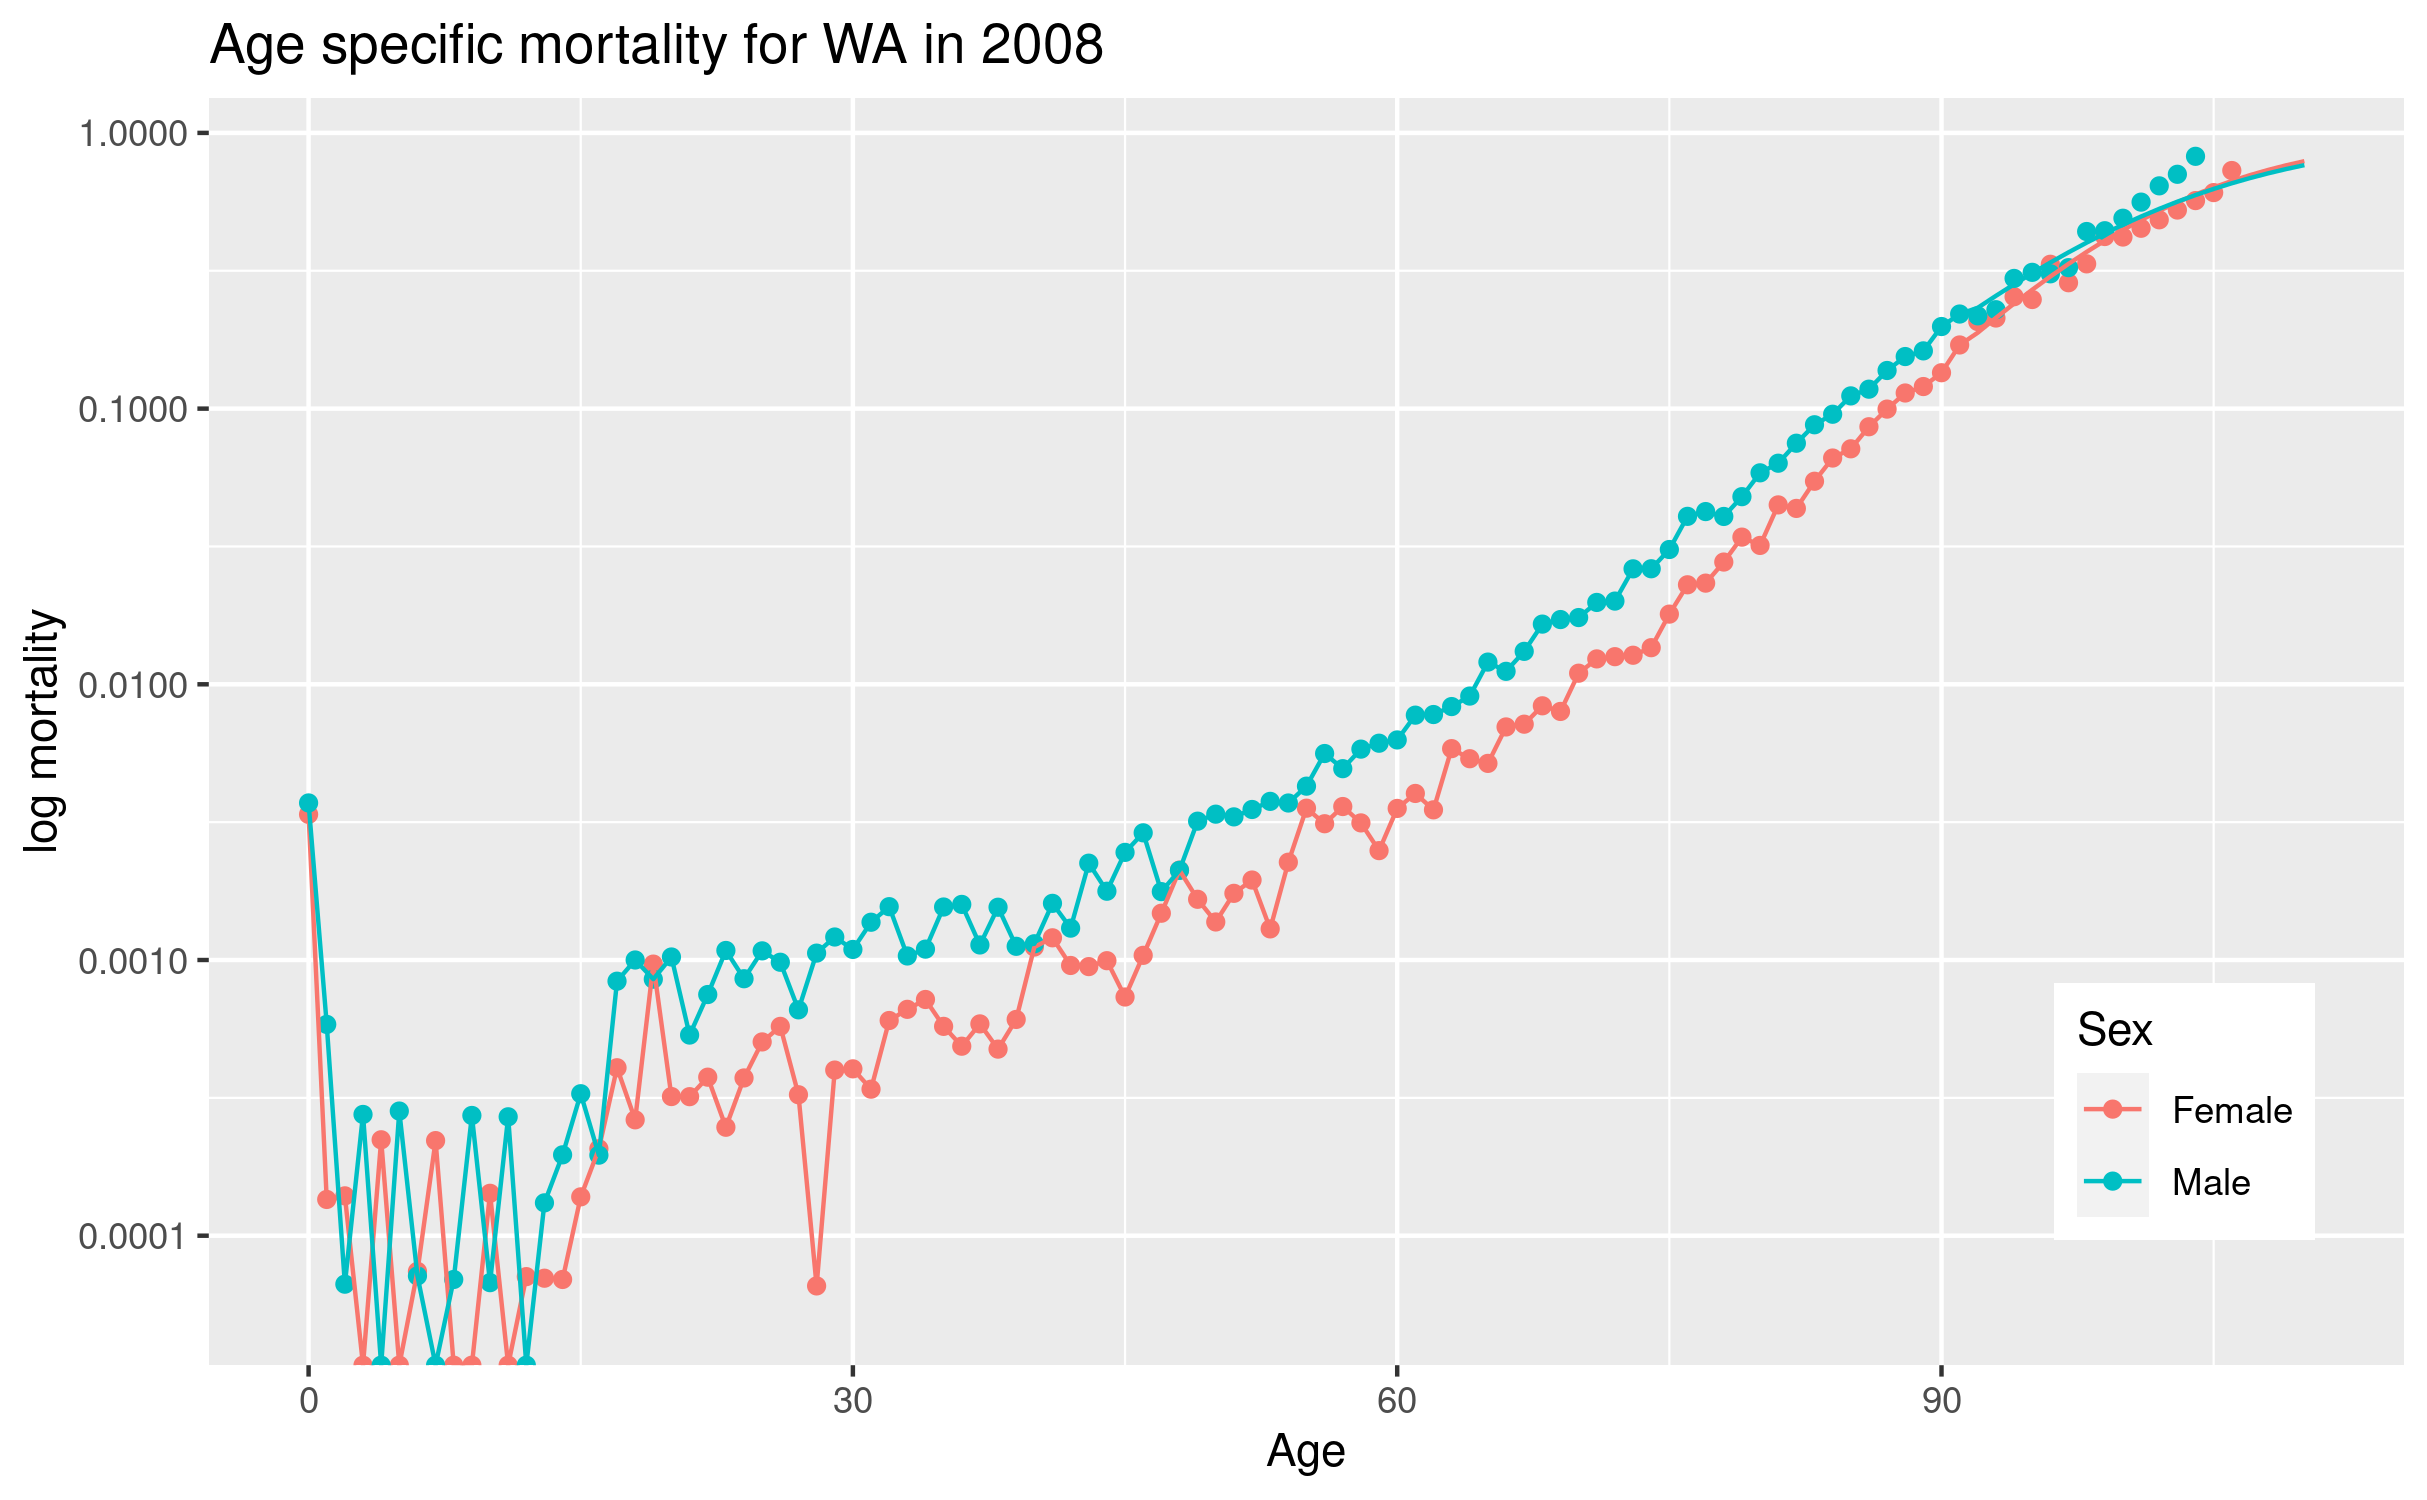 Age specific mortality for WA in 2008
1.0000
0.1000
0.0100
0.0010
0.0001
log mortality
0
30
60
90
Age
Sex
Female
Male